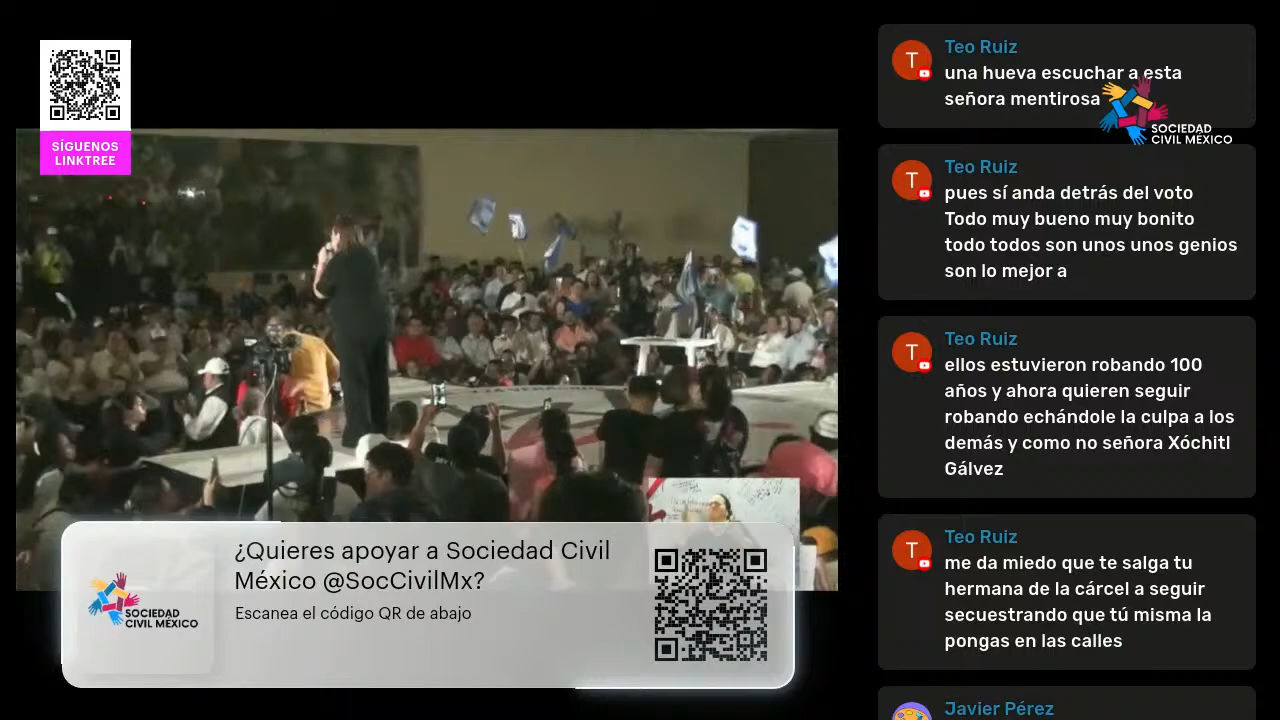 SÍGUENOS
LINKTREE
¿Quieres apoyar a Sociedad Civil
México @SocCivilMx?
Escanea el código QR de abajo
SOCIEDAD
CIVIL MÉXICO
Teo Ruiz
una hueva escuchar a esta
señora mentirosa
SOCIEDAD
CIVIL MÉXICO
Teo Ruiz
pues sí anda detrás del voto
Todo muy bueno muy bonito
todo todos son unos unos genios
son lo mejor a
Teo Ruiz
ellos estuvieron robando 100
años y ahora quieren seguir
robando echándole la culpa a los
demás y como no señora Xóchitl
Gálvez
Teo Ruiz
me da miedo que te salga tu
hermana de la cárcel a seguir
secuestrando que tú misma la
pongas en las calles
Javier Pérez
T
T
T
T